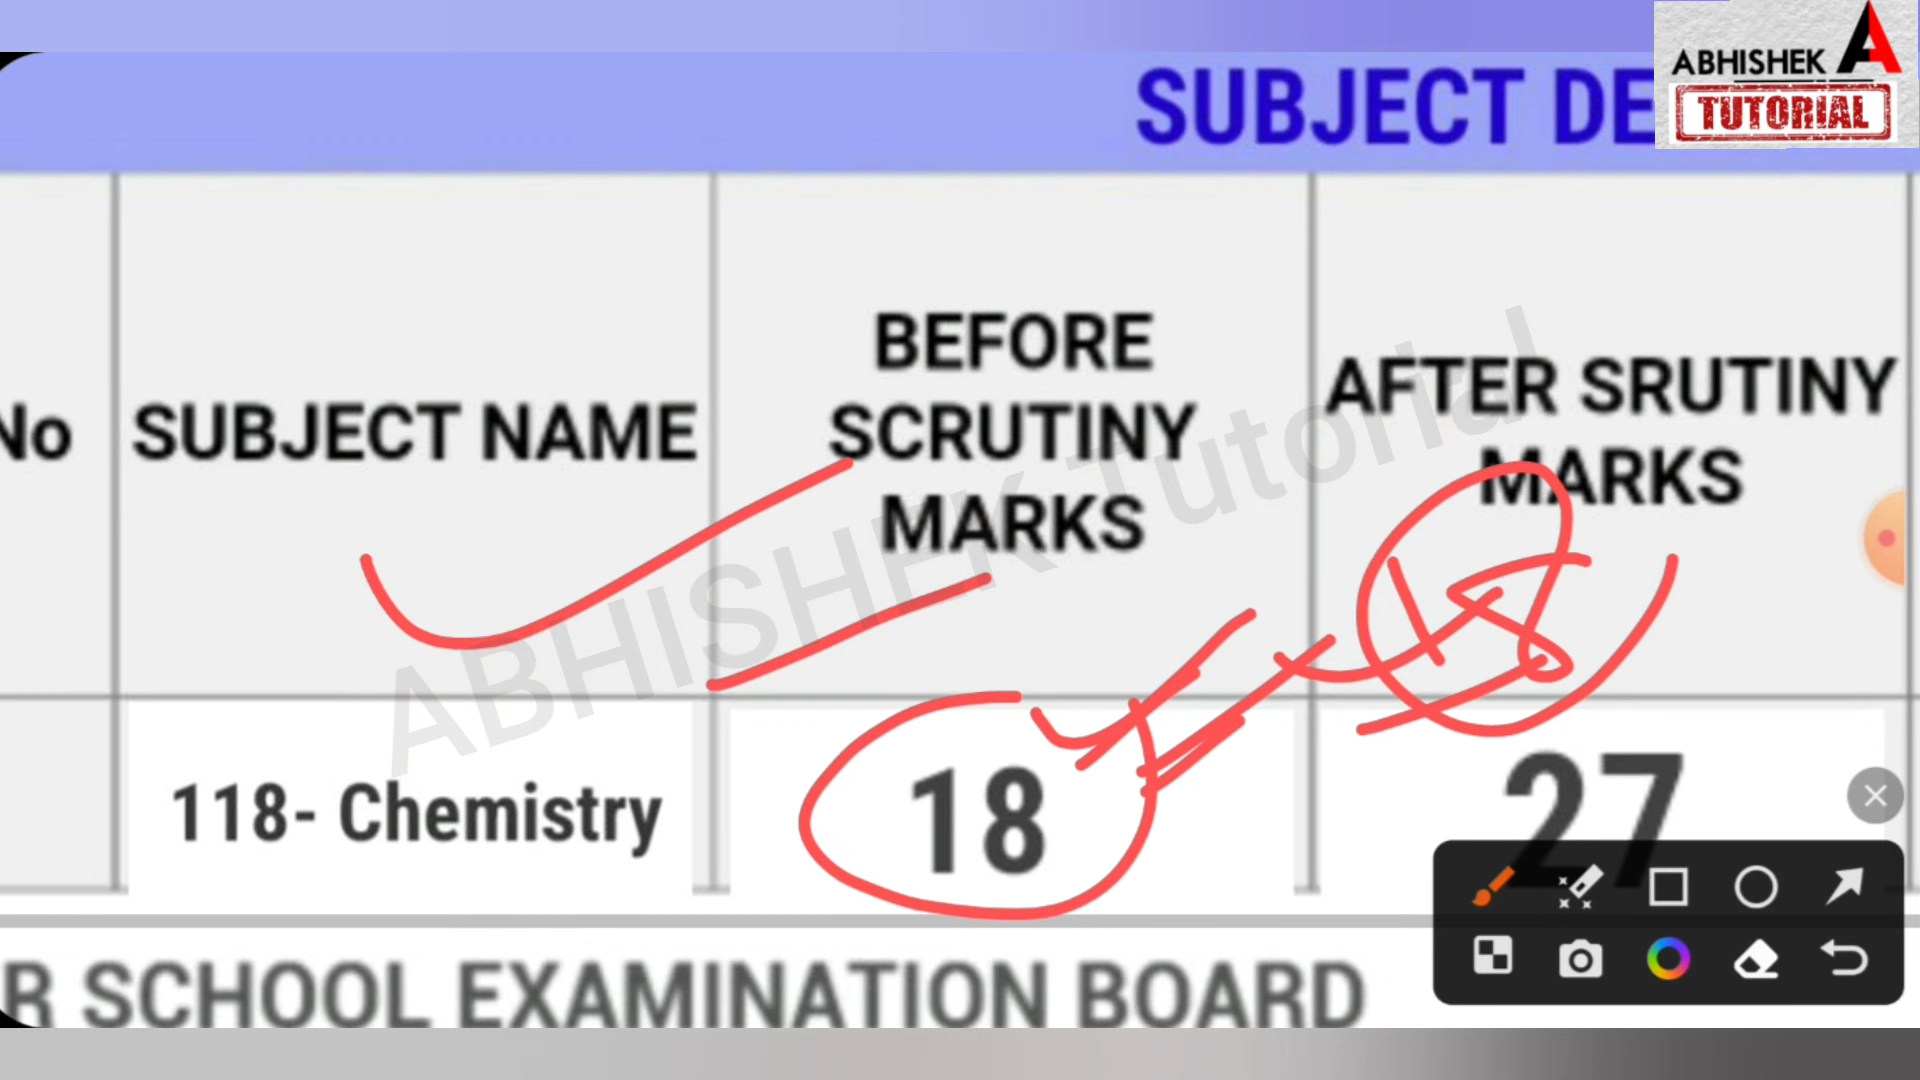 ABHISHEK A
TUTORIAL
SUBJECT DE
No
SUBJECT NAME
BEFORE
SCRUTINY
MARKS
AFTER SRUTINY
MARKS
ABHISHEK Tutorial
118- Chemistry
18
27
R SCHOOL EXAMINATION BOARD